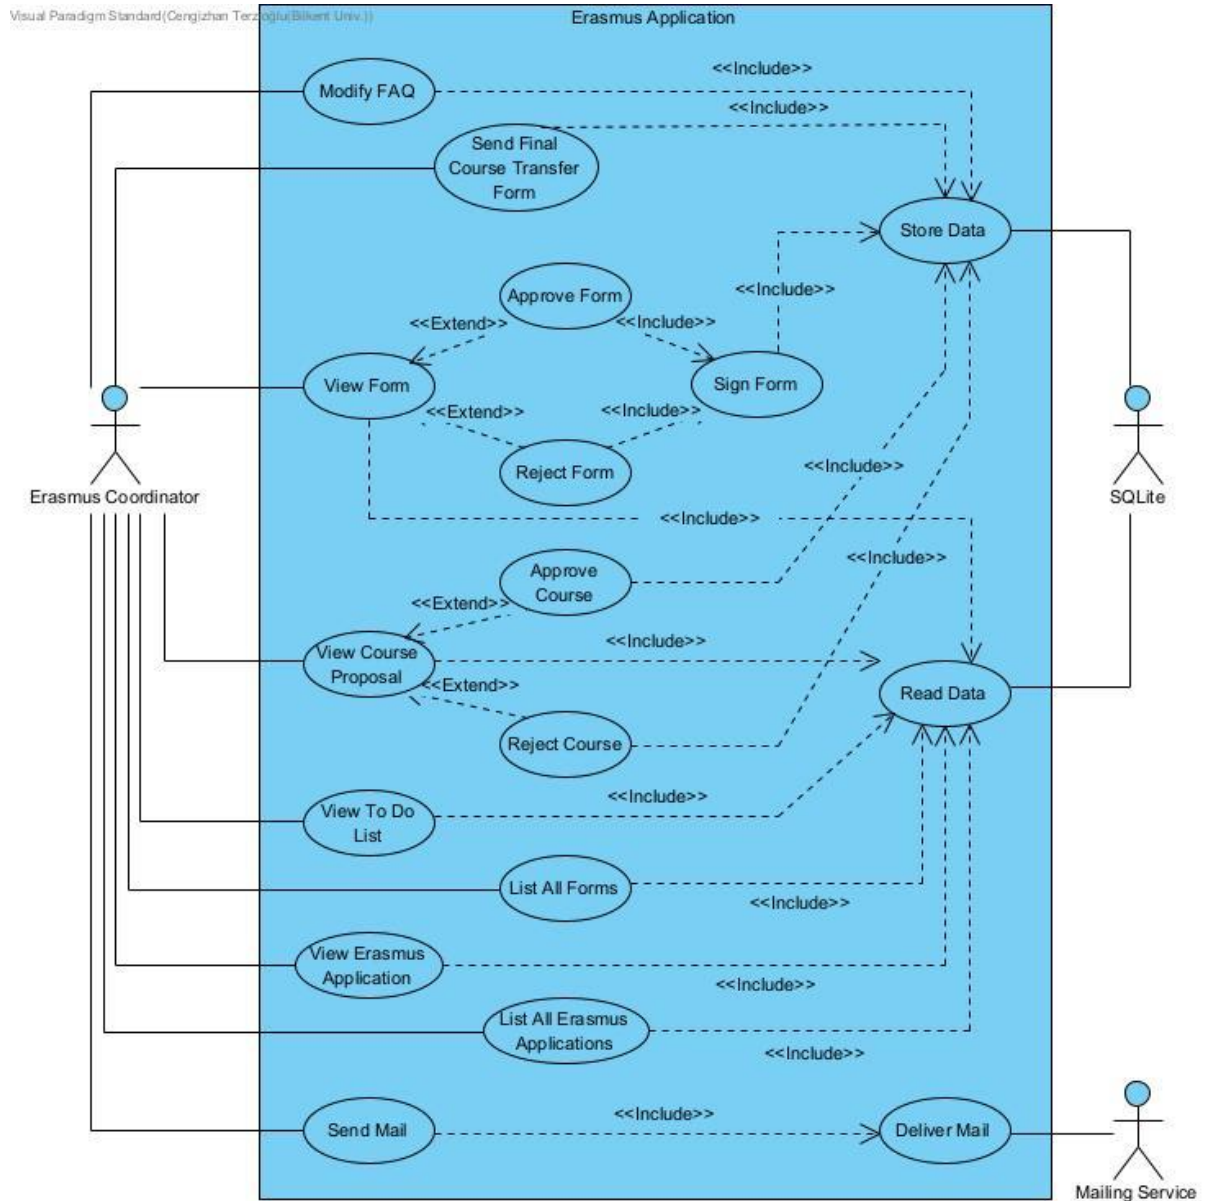 Visual Paradigm Standard(Cengizhan Terzioğlu(Bilkent Univ.))
Erasmus Application
<<Include>>
Modify FAQ
<<Include>>
Send Final
Course Transfer
Form
Store Data
<<Include>>
Approve Form
<<Extend>>
<<Include>>
View Form
Sign Form
<<Extend>>
<<Include>>
Reject Form
<<Include>>
Erasmus Coordinator
SQLite
<<Include>>
<<Include>>
Approve
Course
<<Extend>>
<<Include>>
View Course
Proposal
<<Extend>>
Read Data
Reject Course
<<Include>>
View To Do
List
List All Forms
<<Include>>
View Erasmus
Application
<<Include>>
List All Erasmus
Applications
<<Include>>
<<Include>>
Send Mail
Deliver Mail
Mailing Service